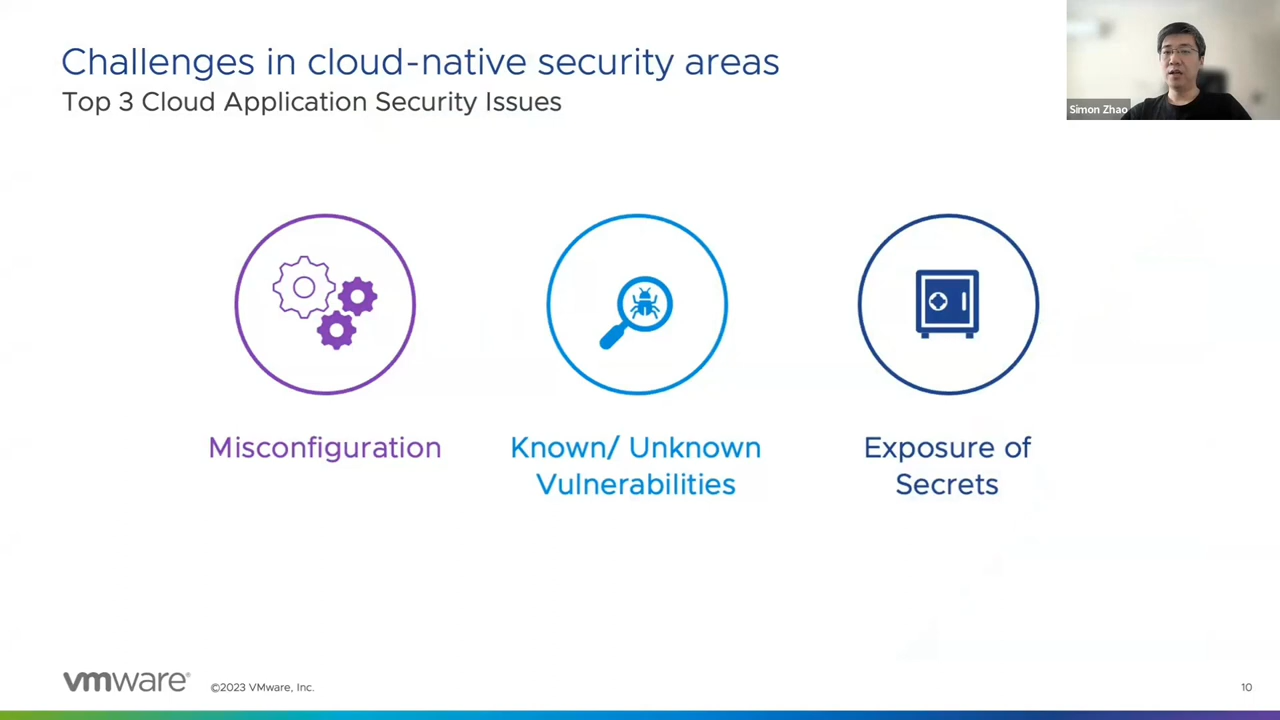 Challenges in cloud-native security areas
Top 3 Cloud Application Security Issues
Simon Zhao
Misconfiguration
Known/ Unknown
Vulnerabilities
Exposure of
Secrets
vmware®
©2023 VMware, Inc.
10